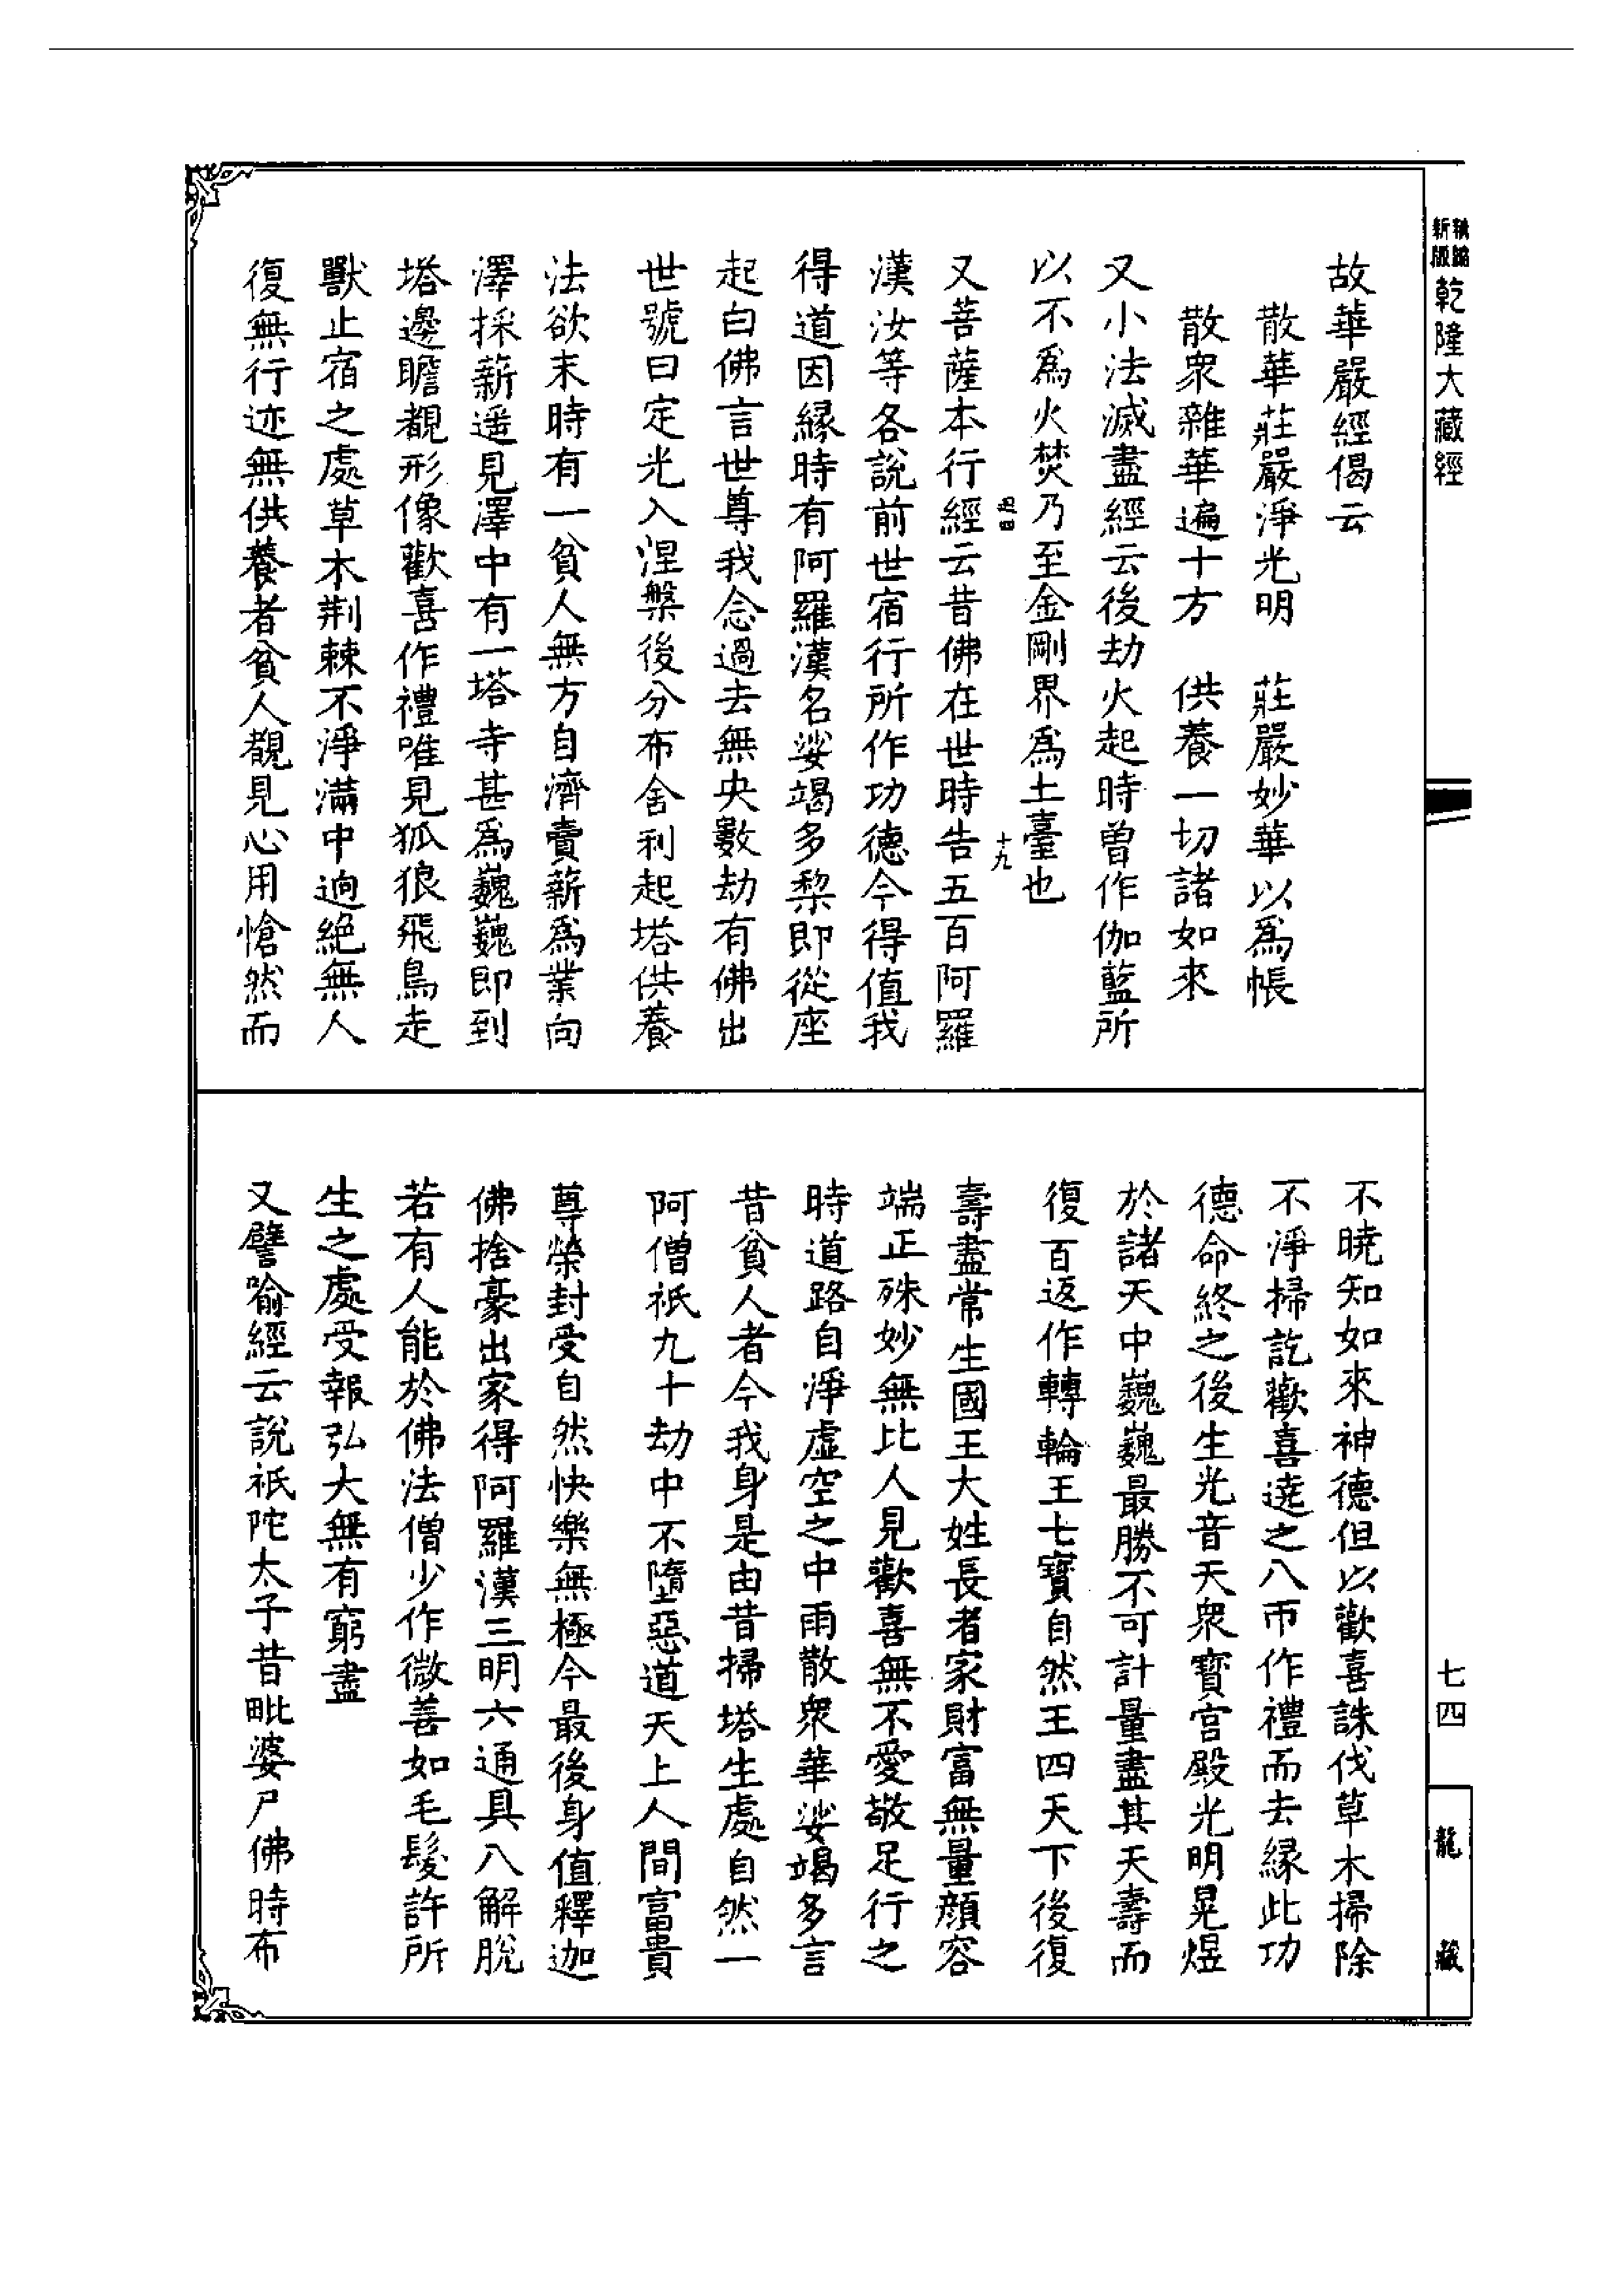 新版 乾隆大藏經
故華嚴經偈云
散華莊嚴淨光明 莊嚴妙華以爲帳
散衆雜華遍十方 供養一切諸如來
又小法滅盡經云後劫火起時曾作伽藍所
以不爲火焚乃至金剛界爲土臺也
十九
又菩薩本行經云昔佛在世時告五百阿羅
漢汝等各說前世宿行所作功德今得值我
得道因縁時有阿羅漢名娑竭多梨即從座
起白佛言世尊我念過去無央數劫有佛出
世號曰定光入涅槃後分布舍利起塔供養
法欲末時有一貧人無方自濟賣薪爲業向
澤採薪遥見澤中有一塔寺甚爲巍巍即到
塔邊瞻覩形像歡喜作禮唯見狐狼飛鳥走
獸止宿之處草木荆棘不淨滿中逈絕無人
復無行迹無供養者貧人覩見心用愴然而
不曉知如來神德但以歡喜誅伐草木掃除
不淨掃訖歡喜遶之八帀作禮而去縁此功
德命終之後生光音天衆寶宫殿光明晃煜
於諸天中巍巍最勝不可計量盡其天壽而
復百返作轉輪王七寶自然王四天下後復
壽盡常生國王大姓長者家財富無量顔容
端正殊妙無比人見歡喜無不愛敬足行之
時道路自淨虛空之中雨散衆華娑竭多言
昔貧人者今我身是由昔掃塔生處自然一
阿僧祇九十劫中不墮惡道天上人間富貴
尊榮封受自然快樂無極今最後身值釋迦
佛捨豪出家得阿羅漢三明六通具八解脫
若有人能於佛法僧少作微善如毛髮許所
生之處受報弘大無有窮盡
又譬喻經云說祇陀太子昔毗婆尸佛時布
七四
龍藏